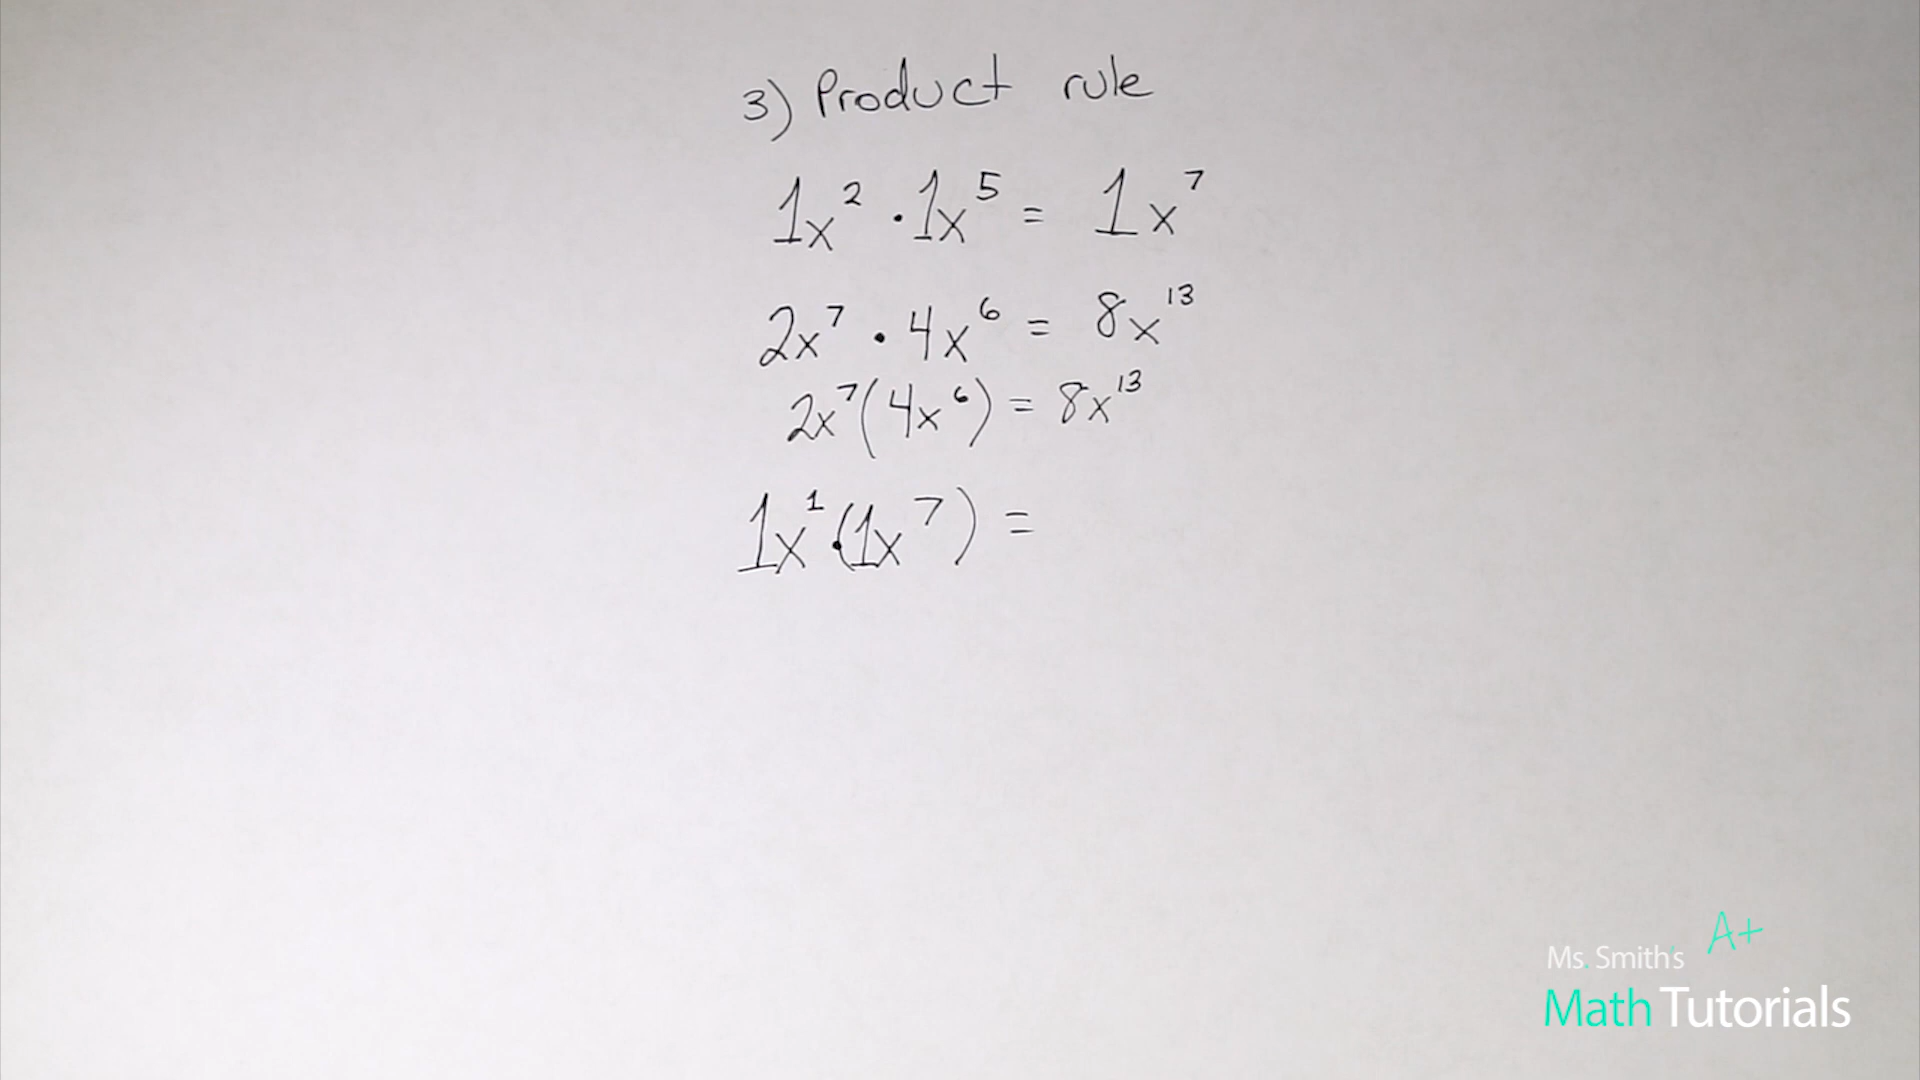 3) Product rule
1x² · 1x⁵ = 1x⁷
2x⁷ · 4x⁶ = 8x¹³
2x⁷(4x⁶) = 8x¹³
1x¹·(1x⁷) =
A+
Ms. Smith's
Math Tutorials